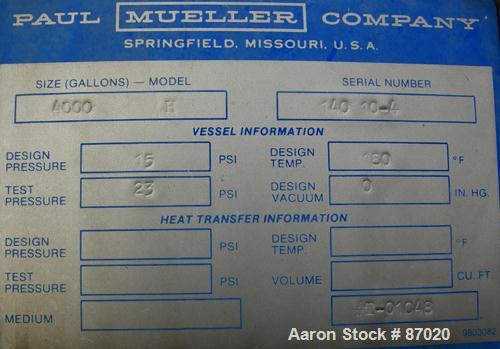 PAUL MUELLER COMPANY
SPRINGFIELD, MISSOURI, U.S.A.
SIZE (GALLONS) — MODEL SERIAL NUMBER
4000 H 140 10-4
VESSEL INFORMATION
DESIGN PRESSURE 15 PSI DESIGN TEMP. 180 °F
TEST PRESSURE 23 PSI DESIGN VACUUM 0 IN. HG.
HEAT TRANSFER INFORMATION
DESIGN PRESSURE PSI DESIGN TEMP. °F
TEST PRESSURE PSI VOLUME CU. FT
MEDIUM #T-01048
Aaron Stock # 87020
9803082